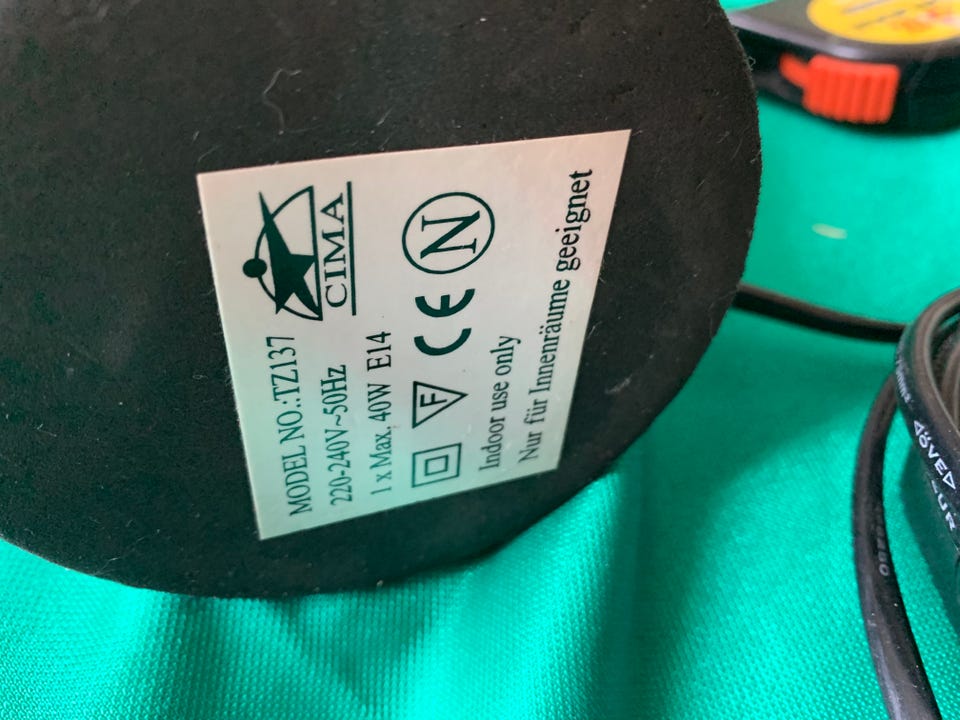 CIMA
MODEL NO.:TZ137
220-240V~50Hz
1 x Max. 40W E14
F CE N
Indoor use only
Nur für Innenräume geeignet